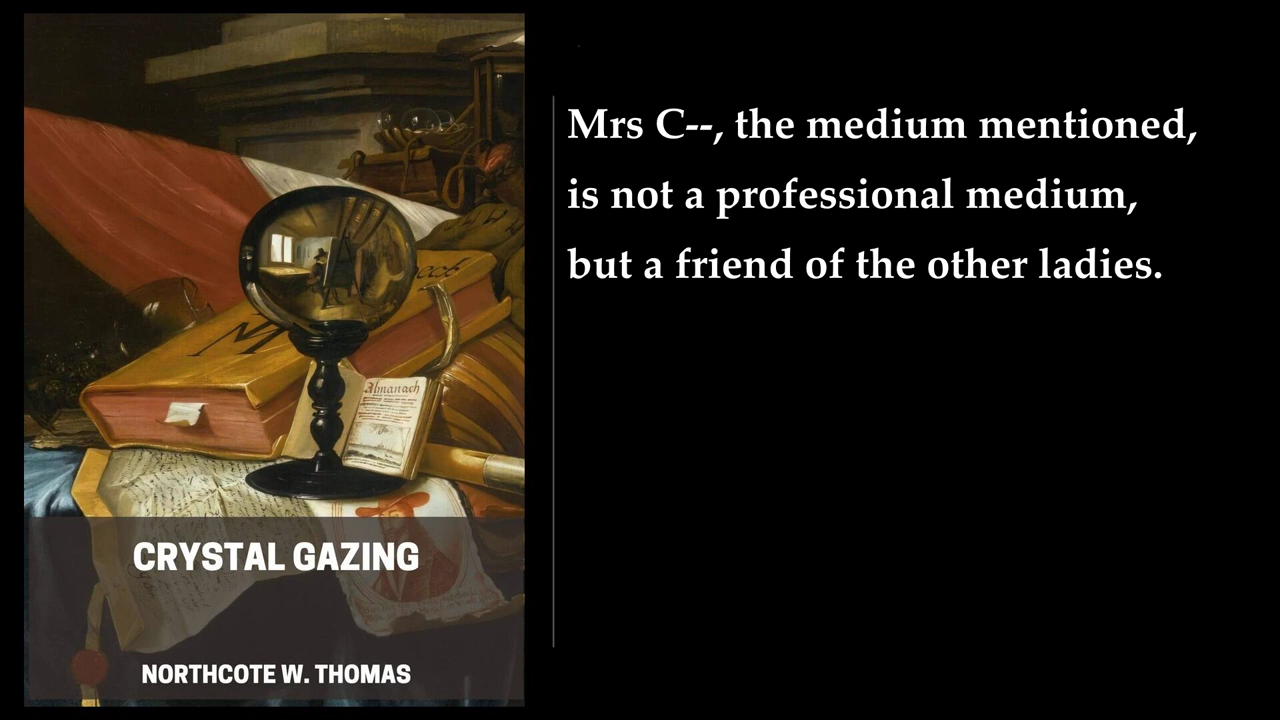 Mrs C--, the medium mentioned,
is not a professional medium,
but a friend of the other ladies.
M
Almanach
CRYSTAL GAZING
NORTHCOTE W. THOMAS